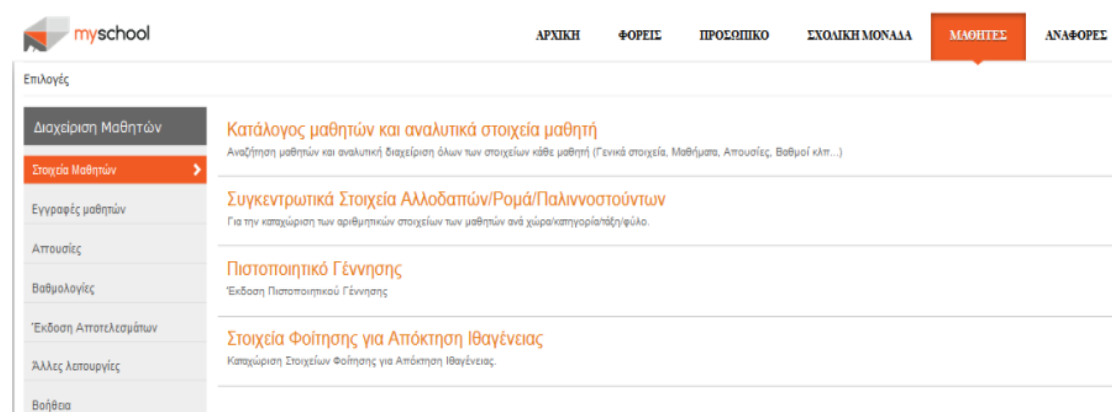 myschool
ΑΡΧΙΚΗ ΦΟΡΕΙΣ ΠΡΟΣΩΠΙΚΟ ΣΧΟΛΙΚΗ ΜΟΝΑΔΑ ΜΑΘΗΤΕΣ ΑΝΑΦΟΡΕΣ
Επιλογές
Διαχείριση Μαθητών
Στοιχεία Μαθητών
Εγγραφές μαθητών
Απουσίες
Βαθμολογίες
Έκδοση Αποτελεσμάτων
Άλλες λειτουργίες
Βοήθεια
Κατάλογος μαθητών και αναλυτικά στοιχεία μαθητή
Αναζήτηση μαθητών και αναλυτική διαχείριση όλων των στοιχείων κάθε μαθητή (Γενικά στοιχεία, Μαθήματα, Απουσίες, Βαθμοί κλπ...)
Συγκεντρωτικά Στοιχεία Αλλοδαπών/Ρομά/Παλιννοστούντων
Για την καταχώριση των αριθμητικών στοιχείων των μαθητών ανά χώρα/κατηγορία/τάξη/φύλο.
Πιστοποιητικό Γέννησης
Έκδοση Πιστοποιητικού Γέννησης
Στοιχεία Φοίτησης για Απόκτηση Ιθαγένειας
Καταχώριση Στοιχείων Φοίτησης για Απόκτηση Ιθαγένειας.